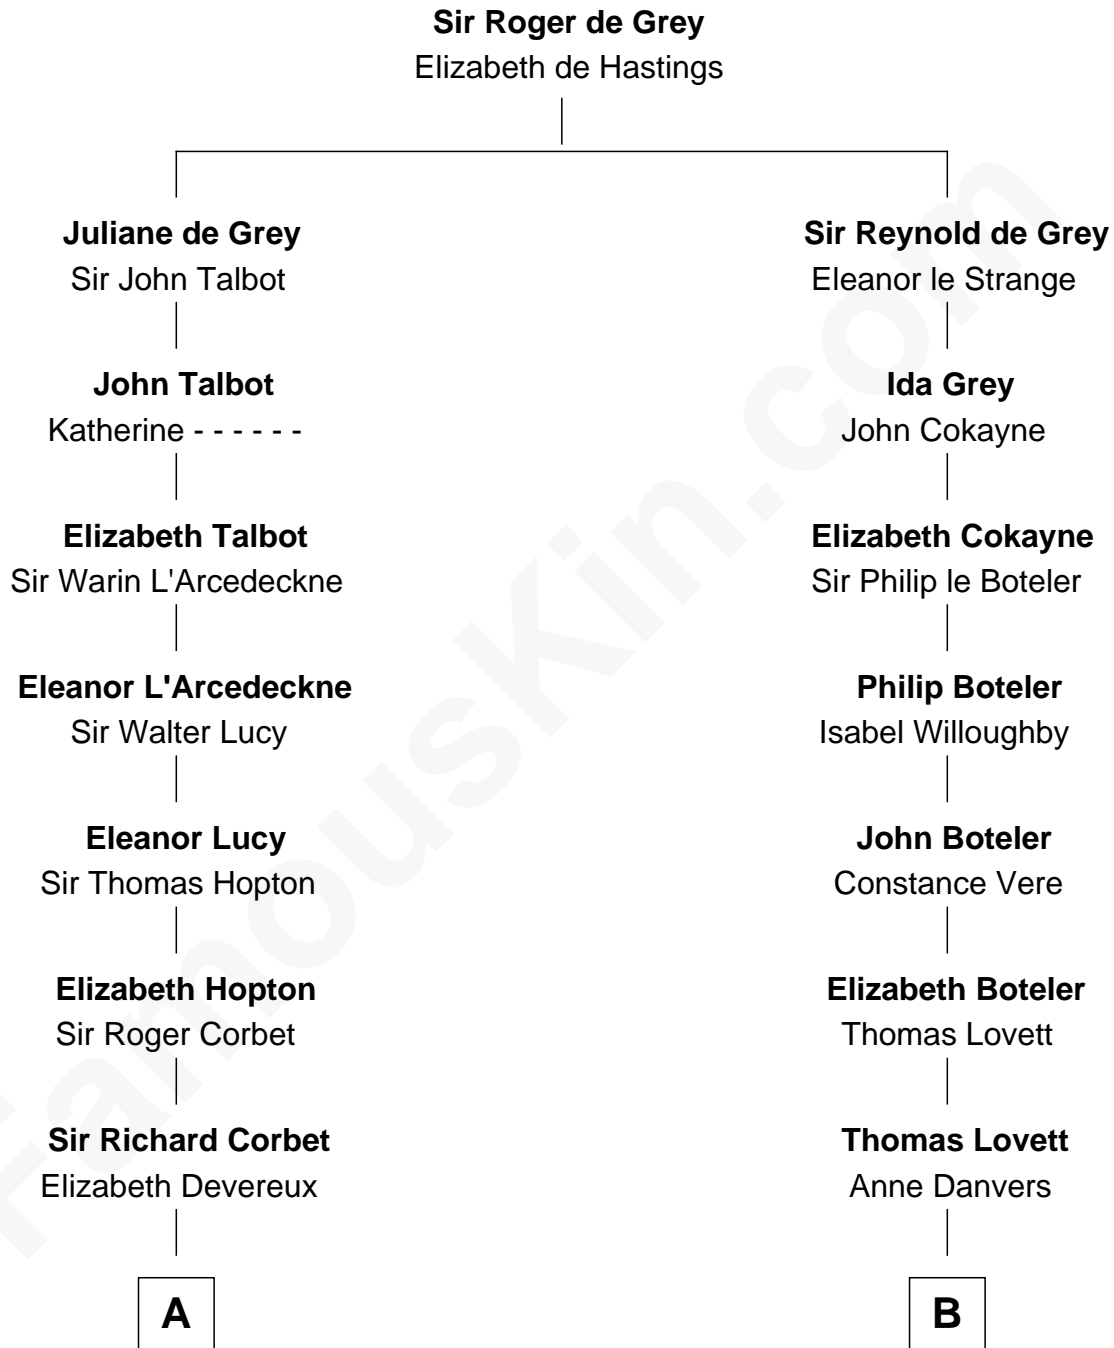 Sir Roger de Grey
Elizabeth de Hastings
Juliane de Grey
Sir John Talbot
John Talbot
Katherine - - - - - -
Elizabeth Talbot
Sir Warin L'Arcedeckne
Eleanor L'Arcedeckne
Sir Walter Lucy
Eleanor Lucy
Sir Thomas Hopton
Elizabeth Hopton
Sir Roger Corbet
Sir Richard Corbet
Elizabeth Devereux
A
Sir Reynold de Grey
Eleanor le Strange
Ida Grey
John Cokayne
Elizabeth Cokayne
Sir Philip le Boteler
Philip Boteler
Isabel Willoughby
John Boteler
Constance Vere
Elizabeth Boteler
Thomas Lovett
Thomas Lovett
Anne Danvers
B
FamousKin.com